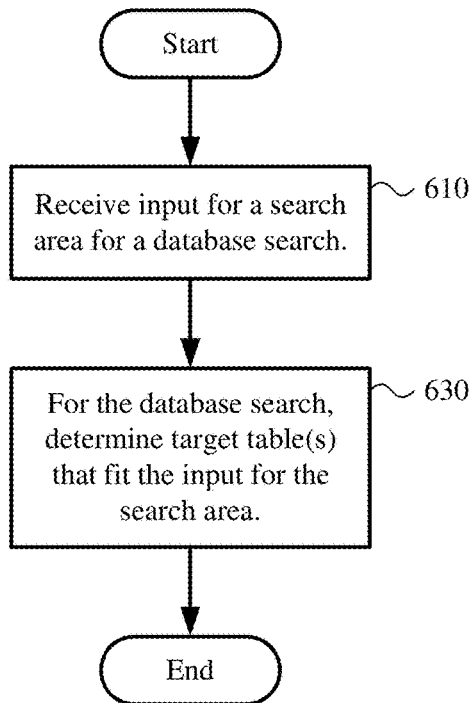 Start
Receive input for a search
area for a database search.
610
For the database search,
determine target table(s)
that fit the input for the
search area.
630
End